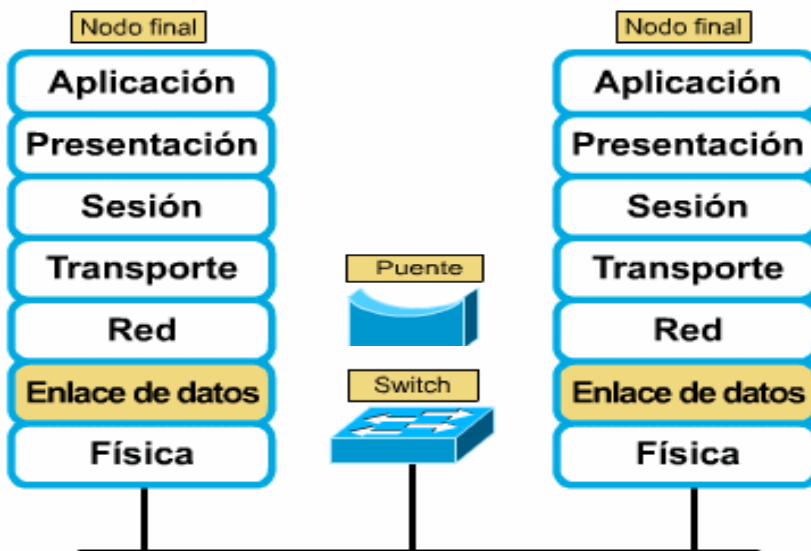 Nodo final
Aplicación
Presentación
Sesión
Transporte
Red
Enlace de datos
Física
Puente
Switch
Nodo final
Aplicación
Presentación
Sesión
Transporte
Red
Enlace de datos
Física